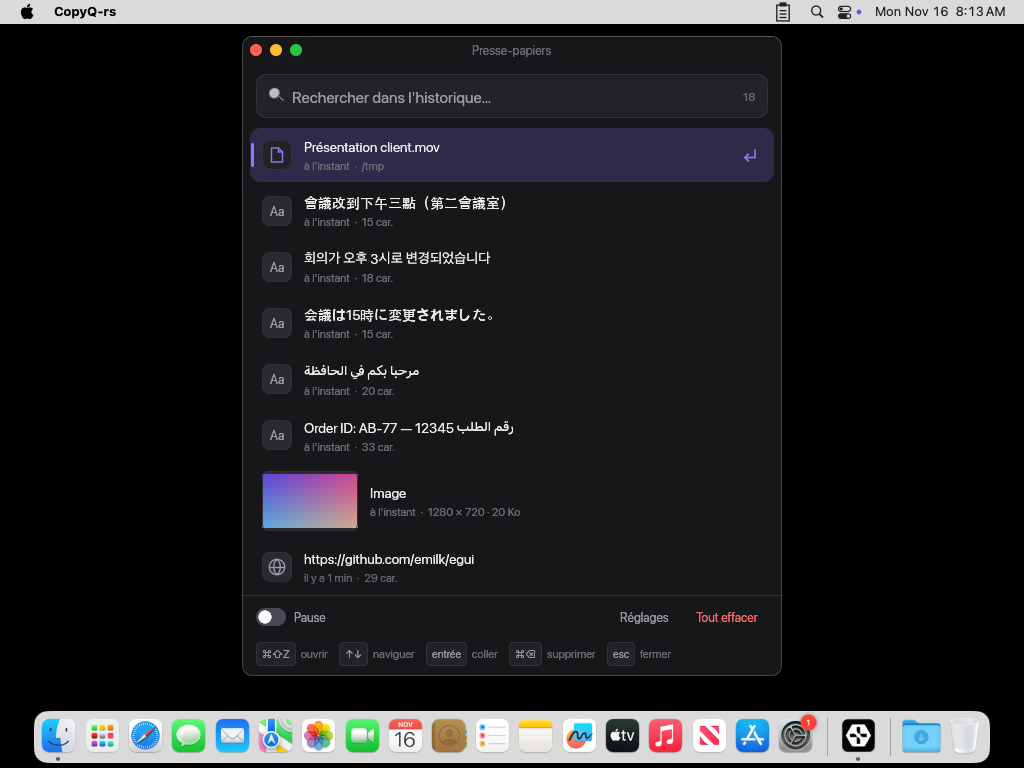 CopyQ-rs
Mon Nov 16 8:13 AM
Presse-papiers
Rechercher dans l'historique...
18
Présentation client.mov
à l'instant · /tmp
Aa
會議改到下午三點（第二會議室）
à l'instant · 15 car.
Aa
회의가 오후 3시로 변경되었습니다
à l'instant · 18 car.
Aa
会議は15時に変更されました。
à l'instant · 15 car.
Aa
مرحبا بكم في الحافظة
à l'instant · 20 car.
Aa
Order ID: AB-77 — 12345 رقم الطلب
à l'instant · 33 car.
Image
à l'instant · 1280 × 720 · 20 Ko
https://github.com/emilk/egui
il y a 1 min · 29 car.
Pause
Réglages
Tout effacer
⌘⇧Z ouvrir ↑↓ naviguer entrée coller ⌘⌫ supprimer esc fermer
NOV
16
tv
1